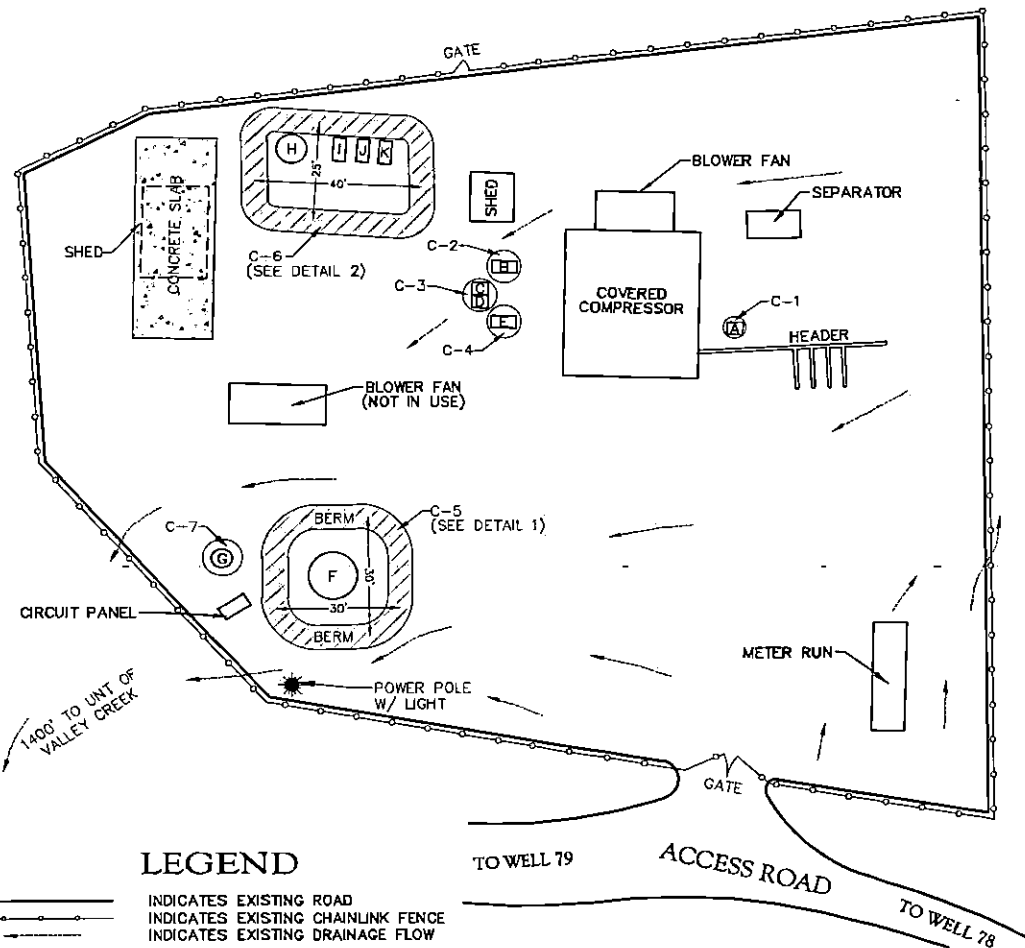 GATE
BLOWER FAN
SEPARATOR
H
I
J
K
25'
40'
SHED
CONCRETE SLAB
SHED
C-6
(SEE DETAIL 2)
C-2
B
C-3
C
D
E
C-4
COVERED
COMPRESSOR
C-1
A
HEADER
BLOWER FAN
(NOT IN USE)
C-7
G
BERM
C-5
(SEE DETAIL 1)
F
30'
30'
BERM
CIRCUIT PANEL
METER RUN
POWER POLE
W/ LIGHT
1400' TO UNT OF
VALLEY CREEK
GATE
LEGEND
TO WELL 79
ACCESS ROAD
TO WELL 78
INDICATES EXISTING ROAD
INDICATES EXISTING CHAINLINK FENCE
INDICATES EXISTING DRAINAGE FLOW